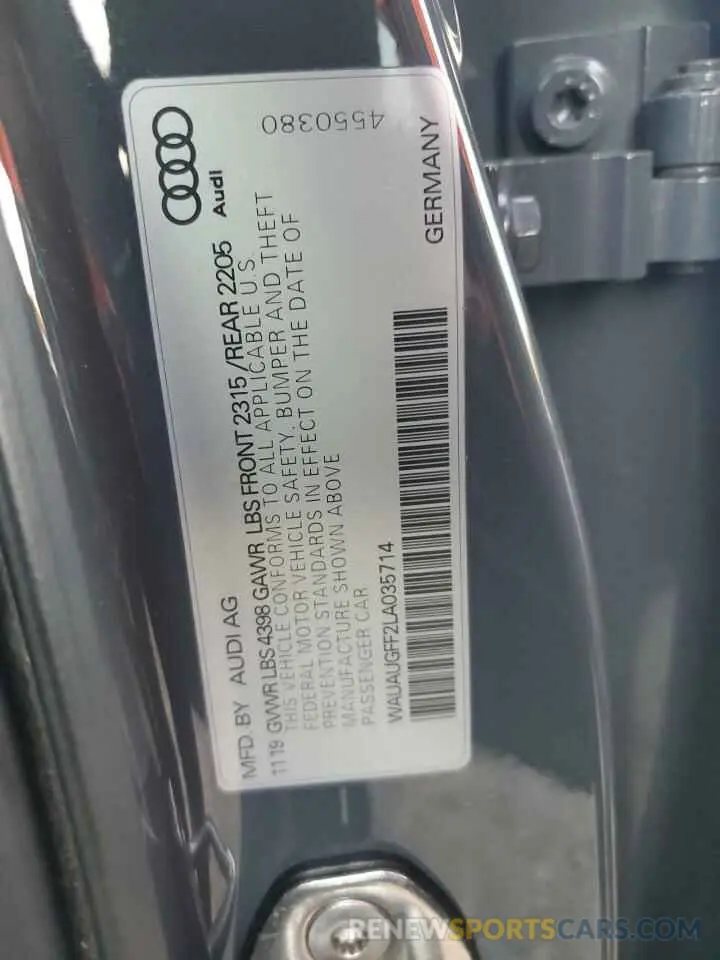 MFD. BY AUDI AG
Audi
11 19 GVWR LBS 4398 GAWR LBS FRONT 2315 / REAR 2205
THIS VEHICLE CONFORMS TO ALL APPLICABLE U.S.
FEDERAL MOTOR VEHICLE SAFETY, BUMPER AND THEFT
PREVENTION STANDARDS IN EFFECT ON THE DATE OF
MANUFACTURE SHOWN ABOVE
PASSENGER CAR
WAUAUGFF2LA035714
GERMANY
4550380
RENEWSPORTSCARS.COM